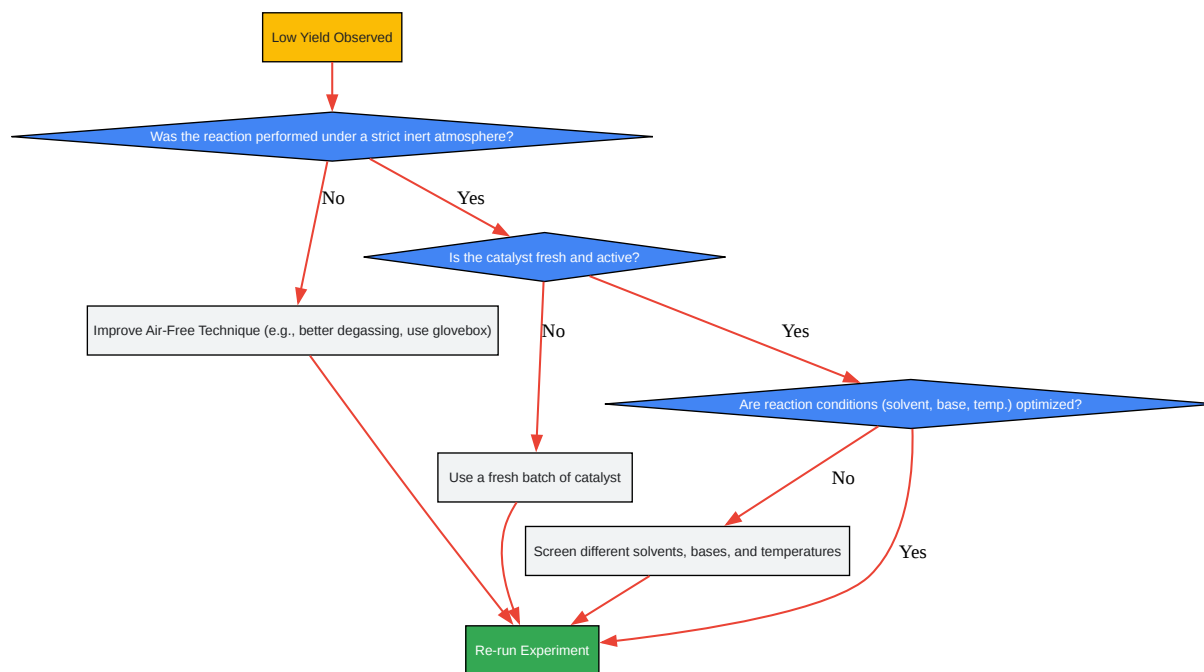 Low Yield Observed
Was the reaction performed under a strict inert atmosphere?
No
Yes
Is the catalyst fresh and active?
Improve Air-Free Technique (e.g., better degassing, use glovebox)
No
Yes
Are reaction conditions (solvent, base, temp.) optimized?
Use a fresh batch of catalyst
No
Screen different solvents, bases, and temperatures
Yes
Re-run Experiment